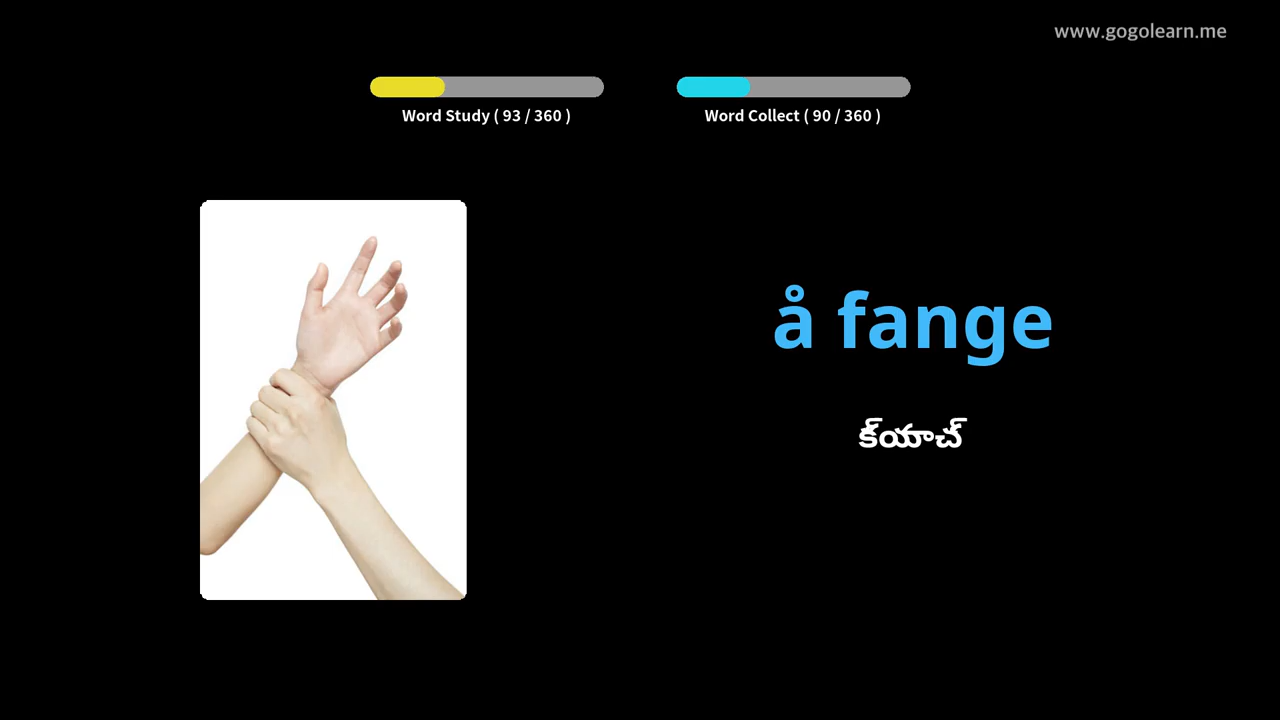 www.gogolearn.me
Word Study ( 93 / 360 )
Word Collect ( 90 / 360 )
å fange
క్యాచ్